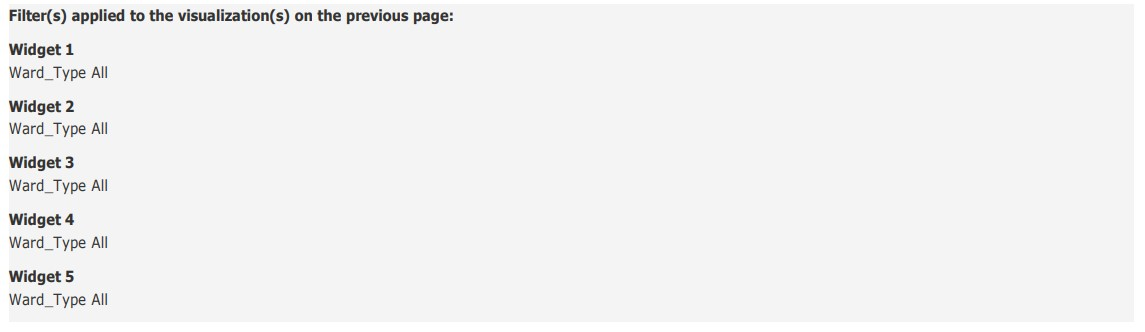 Filter(s) applied to the visualization(s) on the previous page:
Widget 1
Ward_Type All
Widget 2
Ward_Type All
Widget 3
Ward_Type All
Widget 4
Ward_Type All
Widget 5
Ward_Type All